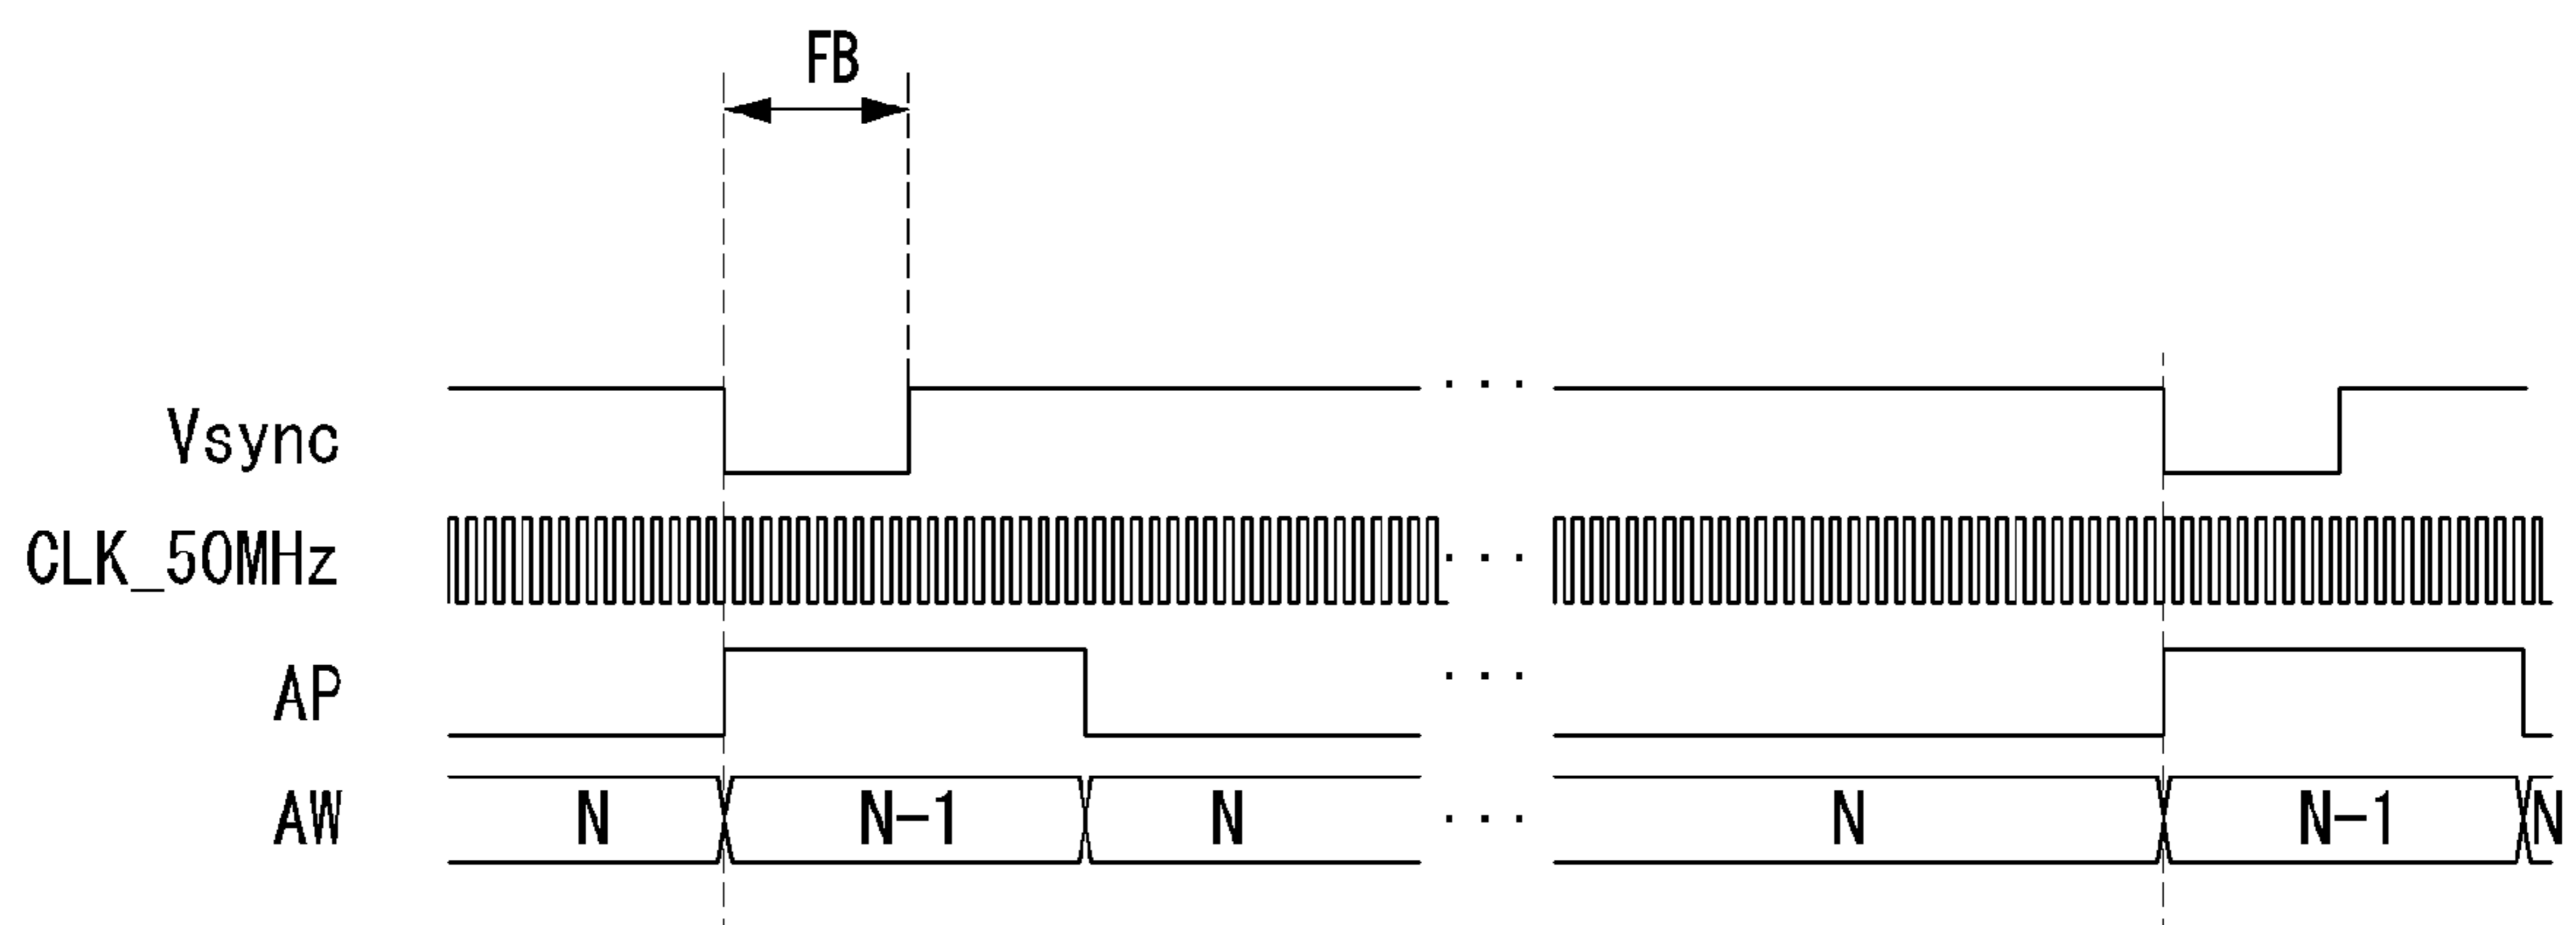 FB
Vsync ...
CLK_50MHz ...
AP ...
AW N N-1 N ... N N-1 N